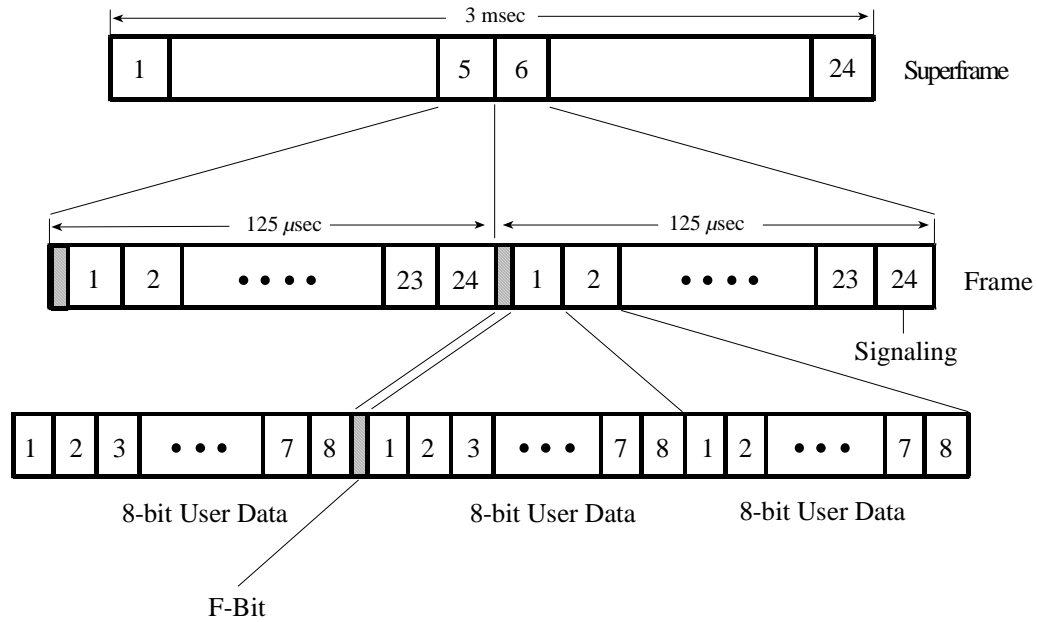 3 msec
1 5 6 24 Superframe
125 μsec 125 μsec
1 2 • • • • 23 24 1 2 • • • • 23 24 Frame
Signaling
1 2 3 • • • 7 8 1 2 3 • • • 7 8 1 2 • • • 7 8
8-bit User Data 8-bit User Data 8-bit User Data
F-Bit